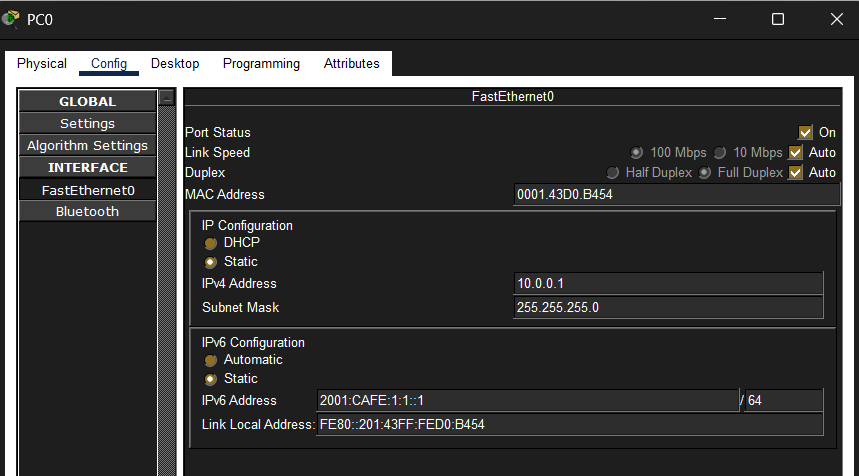 PC0
Physical Config Desktop Programming Attributes
GLOBAL
Settings
Algorithm Settings
INTERFACE
FastEthernet0
Bluetooth
FastEthernet0
Port Status On
Link Speed 100 Mbps 10 Mbps Auto
Duplex Half Duplex Full Duplex Auto
MAC Address 0001.43D0.B454
IP Configuration
DHCP
Static
IPv4 Address 10.0.0.1
Subnet Mask 255.255.255.0
IPv6 Configuration
Automatic
Static
IPv6 Address 2001:CAFE:1:1::1 / 64
Link Local Address: FE80::201:43FF:FED0:B454